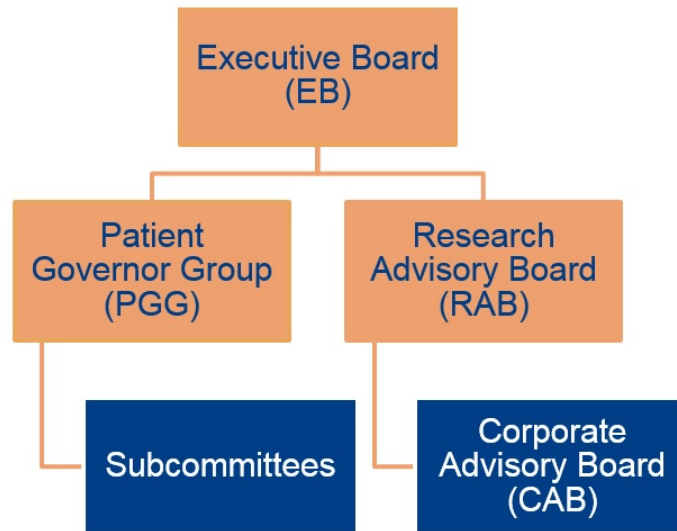 Executive Board
(EB)
Patient
Governor Group
(PGG)
Research
Advisory Board
(RAB)
Subcommittees
Corporate
Advisory Board
(CAB)